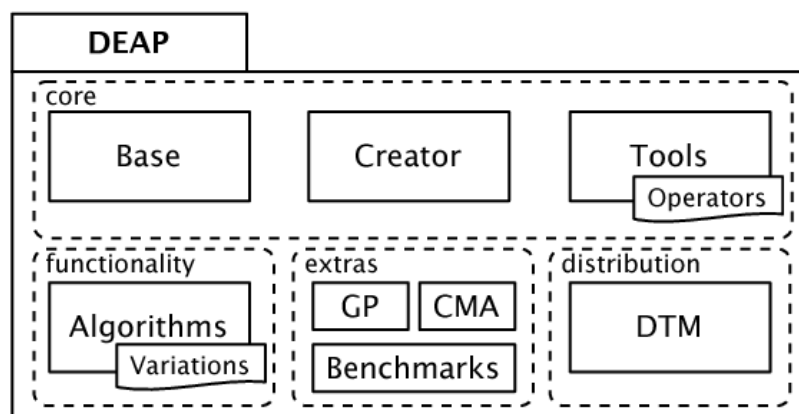 DEAP
core
Base
Creator
Tools
Operators
functionality
Algorithms
Variations
extras
GP
CMA
Benchmarks
distribution
DTM